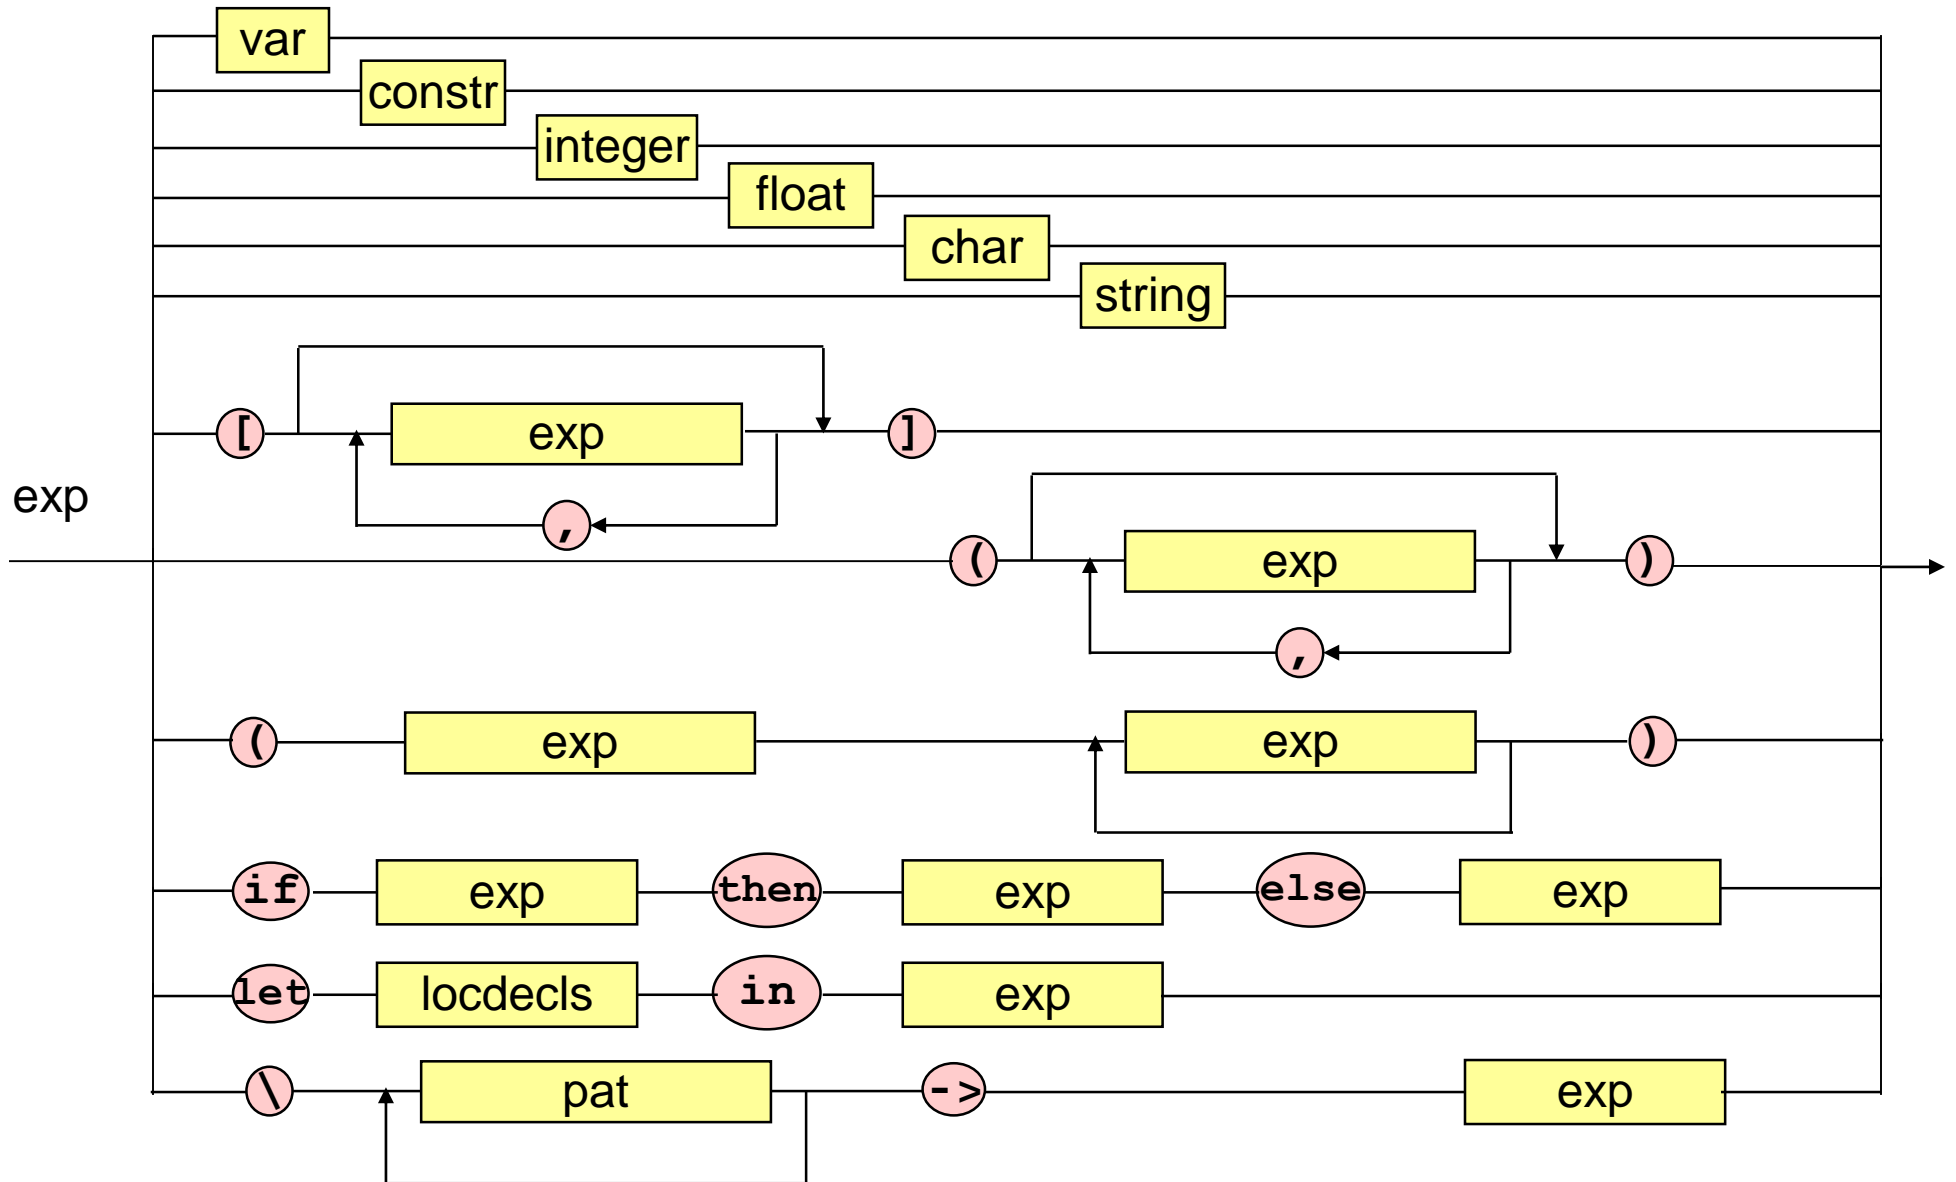 var
constr
integer
float
char
string
[ exp ]
,
exp
( exp )
,
( exp exp )
if exp then exp else exp
let locdecls in exp
\ pat -> exp